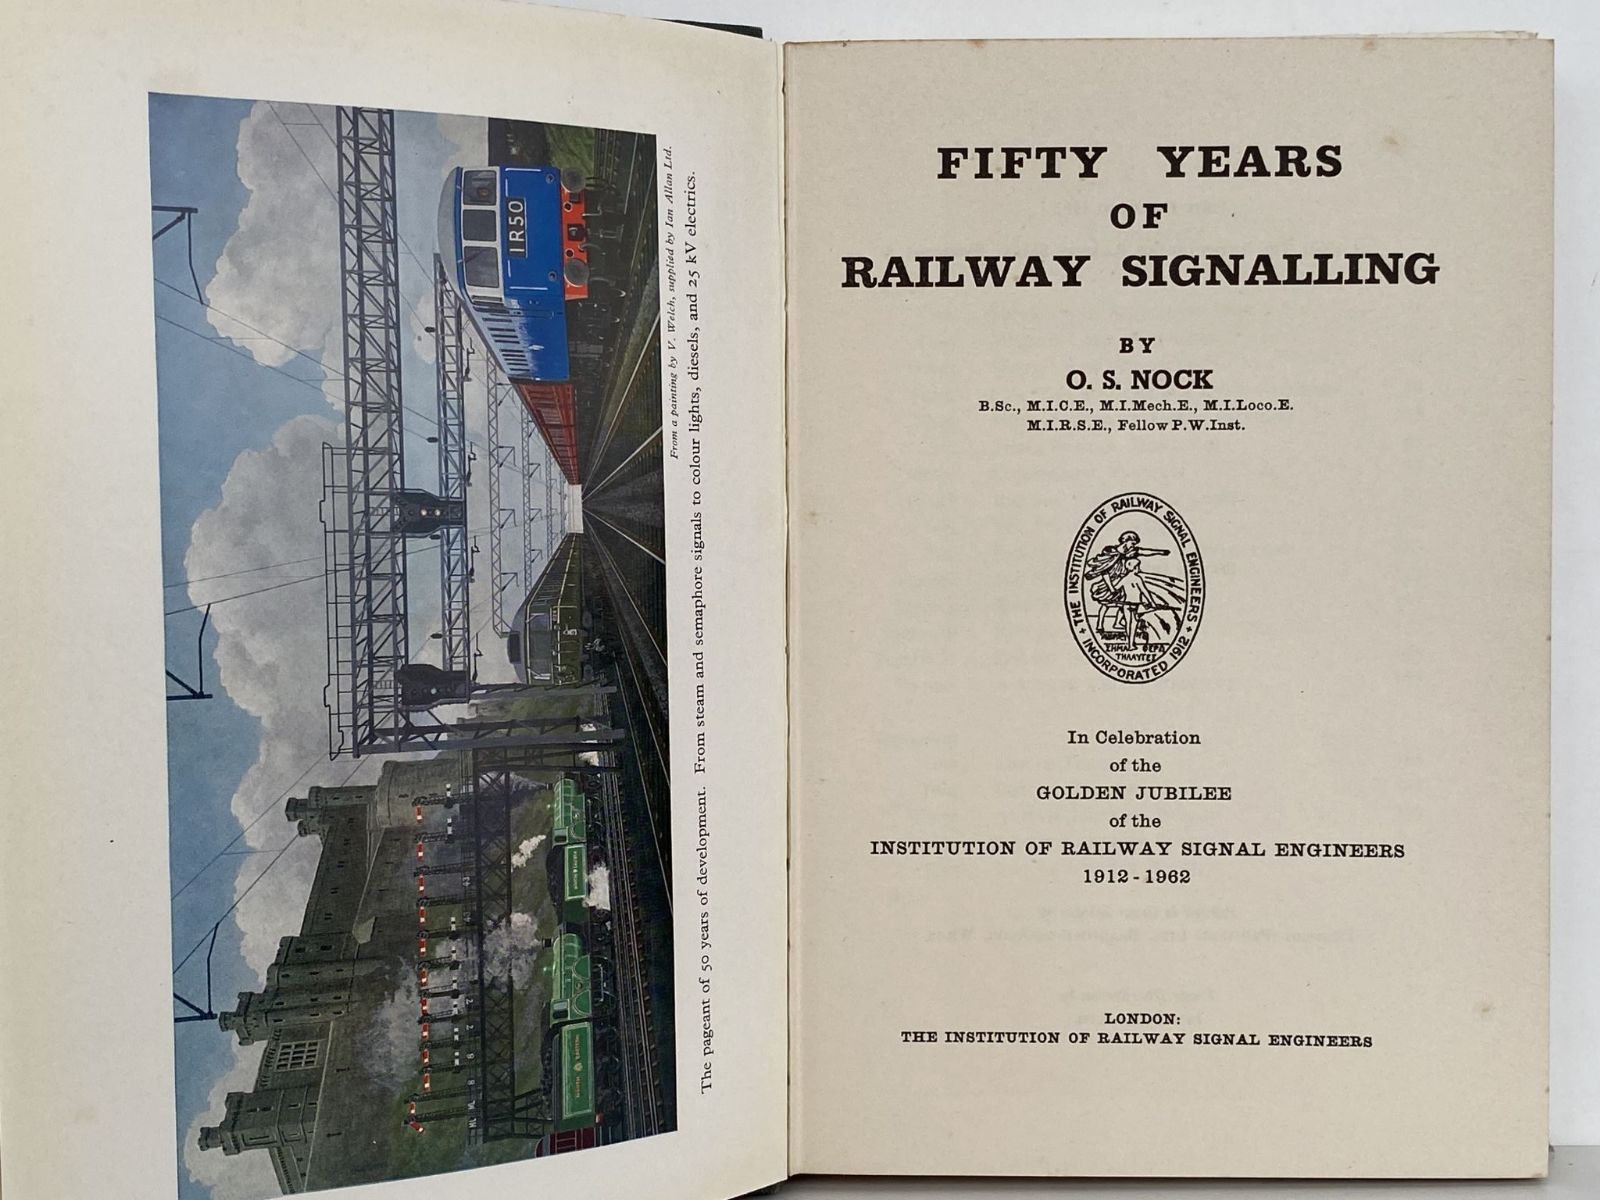 From a painting by V. Welch, supplied by Ian Allan Ltd.
The pageant of 50 years of development. From steam and semaphore signals to colour lights, diesels, and 25 kV electrics.
1R50
NORTH EASTERN
FIFTY YEARS
OF
RAILWAY SIGNALLING
BY
O. S. NOCK
B.Sc., M.I.C.E., M.I.Mech.E., M.I.Loco.E.
M.I.R.S.E., Fellow P.W.Inst.
THE INSTITUTION OF RAILWAY SIGNAL ENGINEERS
+ INCORPORATED 1912 +
In Celebration
of the
GOLDEN JUBILEE
of the
INSTITUTION OF RAILWAY SIGNAL ENGINEERS
1912 - 1962
LONDON:
THE INSTITUTION OF RAILWAY SIGNAL ENGINEERS